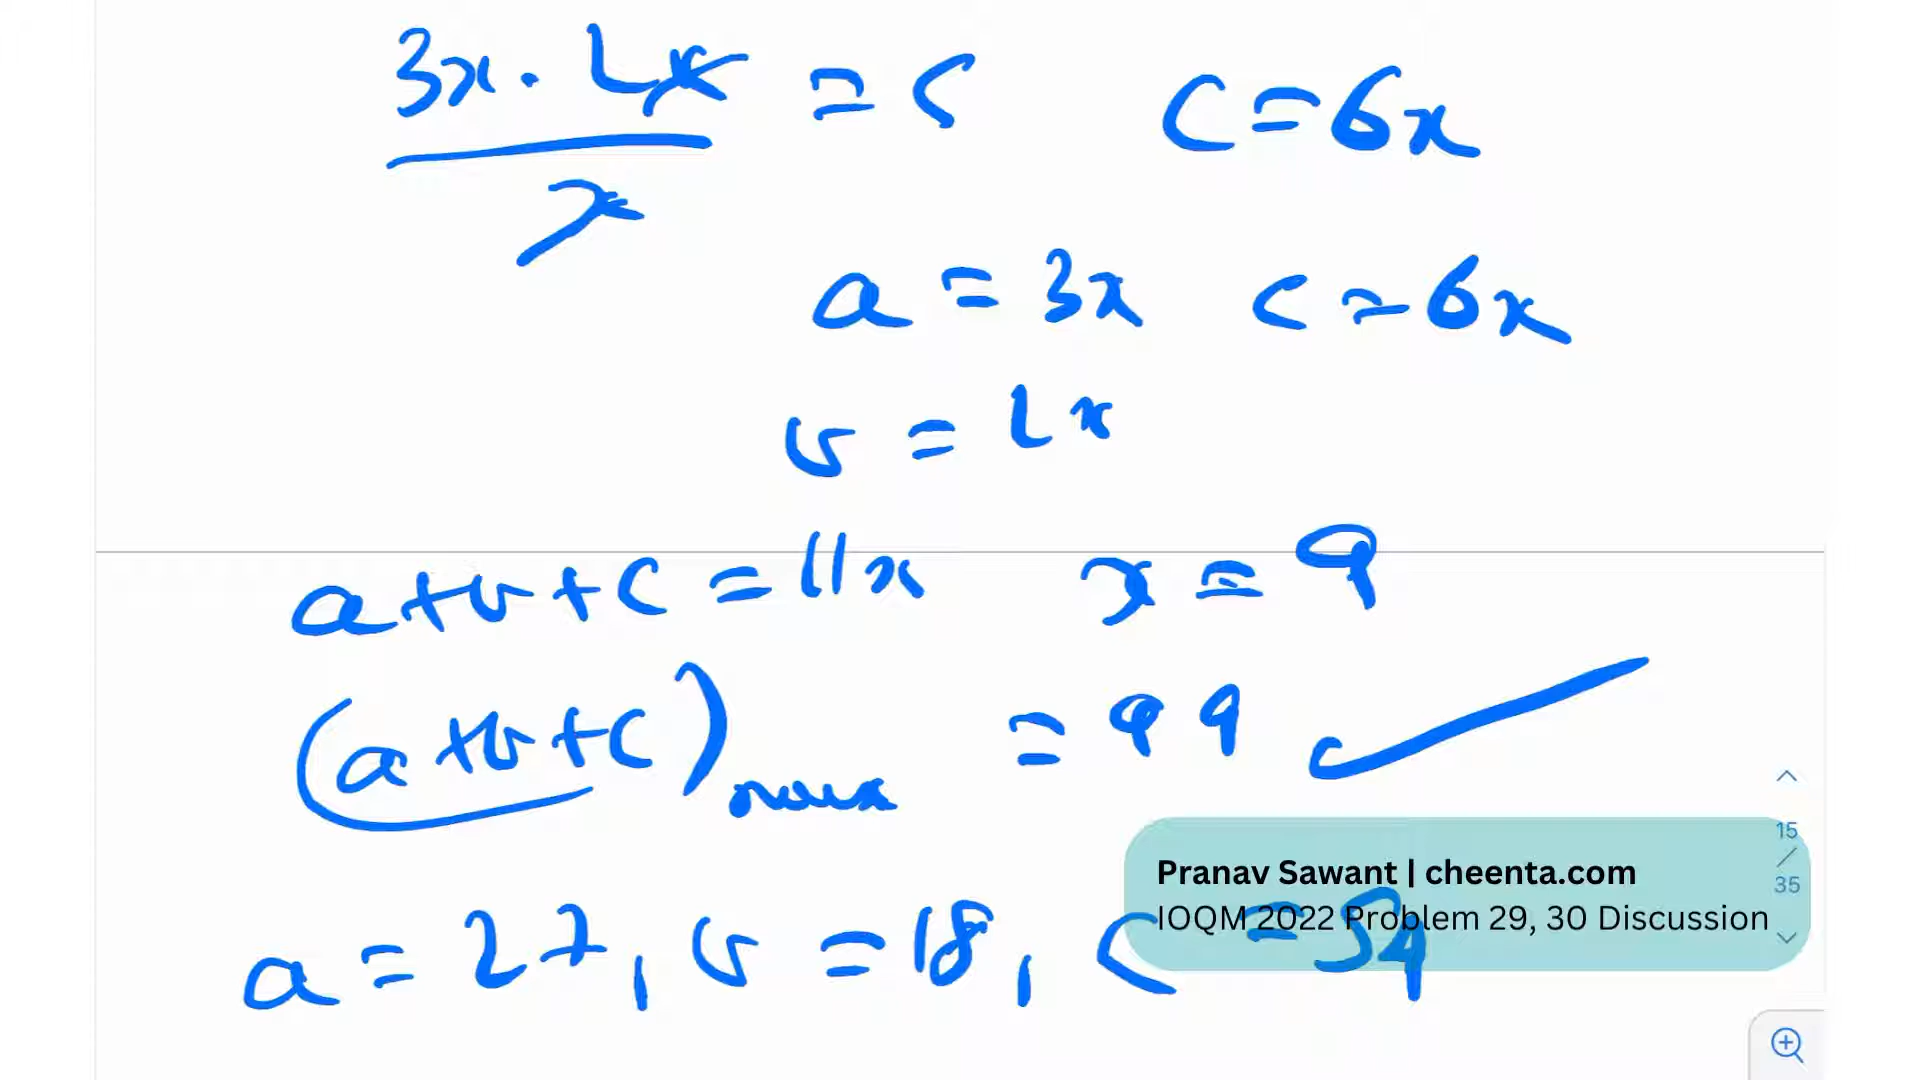 3x · 2x / x = c    c = 6x
a = 3x    c = 6x
b = 2x
a+b+c = 11x    x = 9
(a+b+c)max = 99 ✓
15
/
35
Pranav Sawant | cheenta.com
IOQM 2022 Problem 29, 30 Discussion
a = 27, b = 18, c = 54